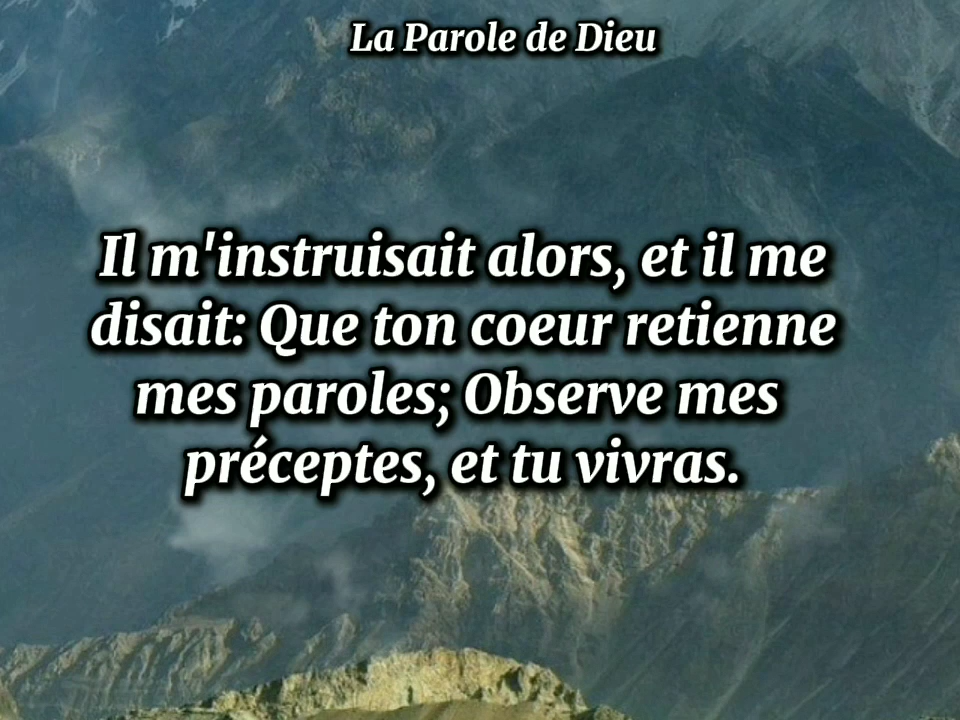 La Parole de Dieu
Il m'instruisait alors, et il me
disait: Que ton coeur retienne
mes paroles; Observe mes
préceptes, et tu vivras.